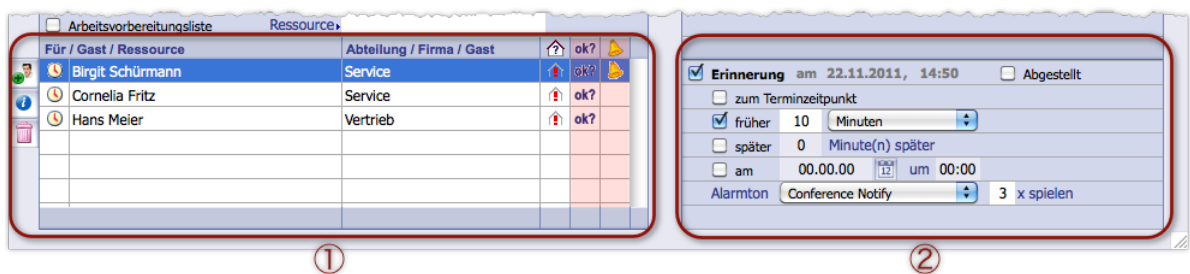 Arbeitsvorbereitungsliste Ressource
Für / Gast / Ressource Abteilung / Firma / Gast ? ok?
Birgit Schürmann Service ok?
Cornelia Fritz Service ok?
Hans Meier Vertrieb ok?
①
Erinnerung am 22.11.2011, 14:50 Abgestellt
zum Terminzeitpunkt
früher 10 Minuten
später 0 Minute(n) später
am 00.00.00 12 um 00:00
Alarmton Conference Notify 3 x spielen
②